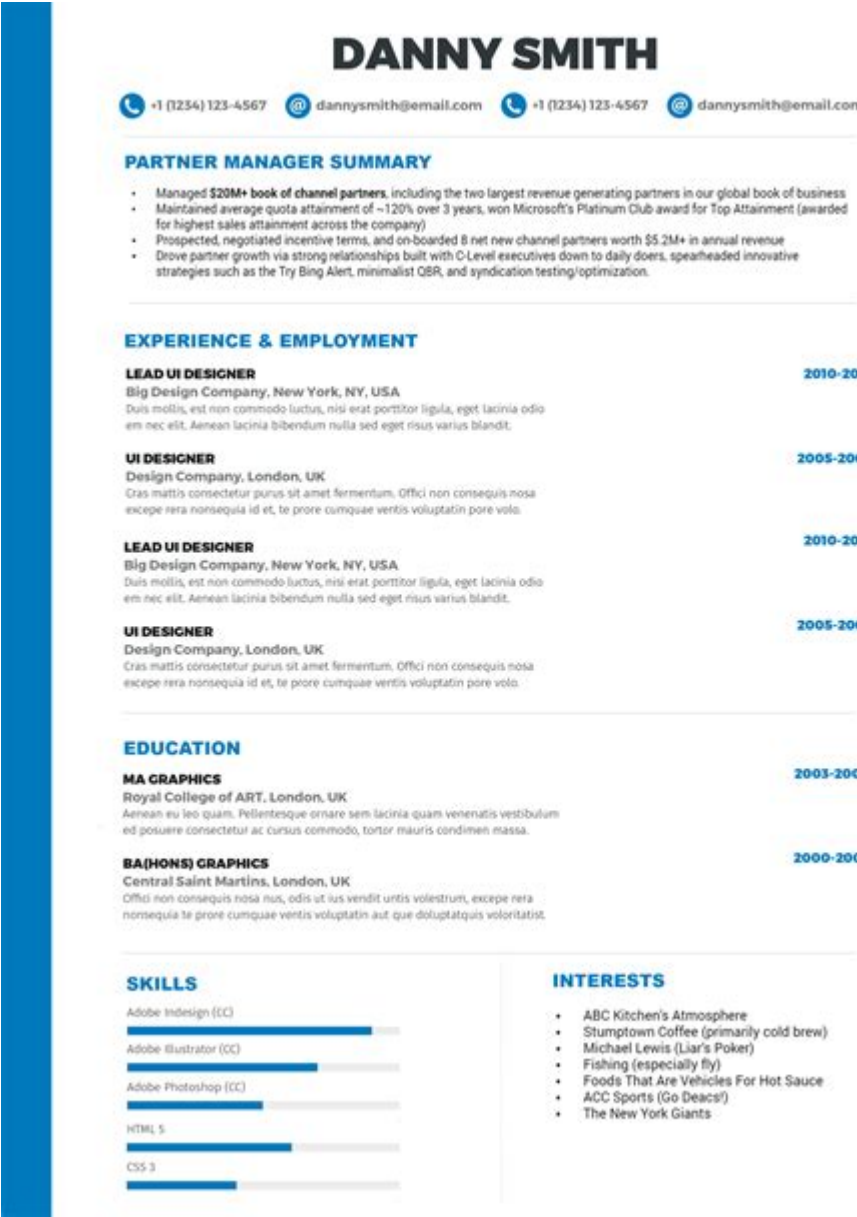 DANNY SMITH
+1 (1234) 123-4567 dannysmith@email.com +1 (1234) 123-4567 dannysmith@email.com
PARTNER MANAGER SUMMARY
• Managed $20M+ book of channel partners, including the two largest revenue generating partners in our global book of business
• Maintained average quota attainment of ~120% over 3 years, won Microsoft's Platinum Club award for Top Attainment (awarded
for highest sales attainment across the company)
• Prospected, negotiated incentive terms, and on-boarded 8 net new channel partners worth $5.2M+ in annual revenue
• Drove partner growth via strong relationships built with C-Level executives down to daily doers, spearheaded innovative
strategies such as the Try Bing Alert, minimalist QBR, and syndication testing/optimization.
EXPERIENCE & EMPLOYMENT
LEAD UI DESIGNER 2010-20
Big Design Company, New York, NY, USA
Duis mollis, est non commodo luctus, nisi erat porttitor ligula, eget lacinia odio
em nec elit. Aenean lacinia bibendum nulla sed eget risus varius blandit.
UI DESIGNER 2005-200
Design Company, London, UK
Cras mattis consectetur purus sit amet fermentum. Offici non consequis nosa
excepe rera nonsequia id et, te prore cumquae ventis voluptatin pore volo.
LEAD UI DESIGNER 2010-20
Big Design Company, New York, NY, USA
Duis mollis, est non commodo luctus, nisi erat porttitor ligula, eget lacinia odio
em nec elit. Aenean lacinia bibendum nulla sed eget risus varius blandit.
UI DESIGNER 2005-200
Design Company, London, UK
Cras mattis consectetur purus sit amet fermentum. Offici non consequis nosa
excepe rera nonsequia id et, te prore cumquae ventis voluptatin pore volo.
EDUCATION
MA GRAPHICS 2003-200
Royal College of ART, London, UK
Aenean eu leo quam. Pellentesque ornare sem lacinia quam venenatis vestibulum
ed posuere consectetur ac cursus commodo, tortor mauris condimen massa.
BA(HONS) GRAPHICS 2000-200
Central Saint Martins, London, UK
Offici non consequis nosa nus, odis ut ius vendit untis volestrum, excepe rera
nonsequia te prore cumquae ventis voluptatin aut que doluptatquis voloritatist.
SKILLS
Adobe Indesign (CC)
Adobe Illustrator (CC)
Adobe Photoshop (CC)
HTML 5
CSS 3
INTERESTS
• ABC Kitchen's Atmosphere
• Stumptown Coffee (primarily cold brew)
• Michael Lewis (Liar's Poker)
• Fishing (especially fly)
• Foods That Are Vehicles For Hot Sauce
• ACC Sports (Go Deacs!)
• The New York Giants